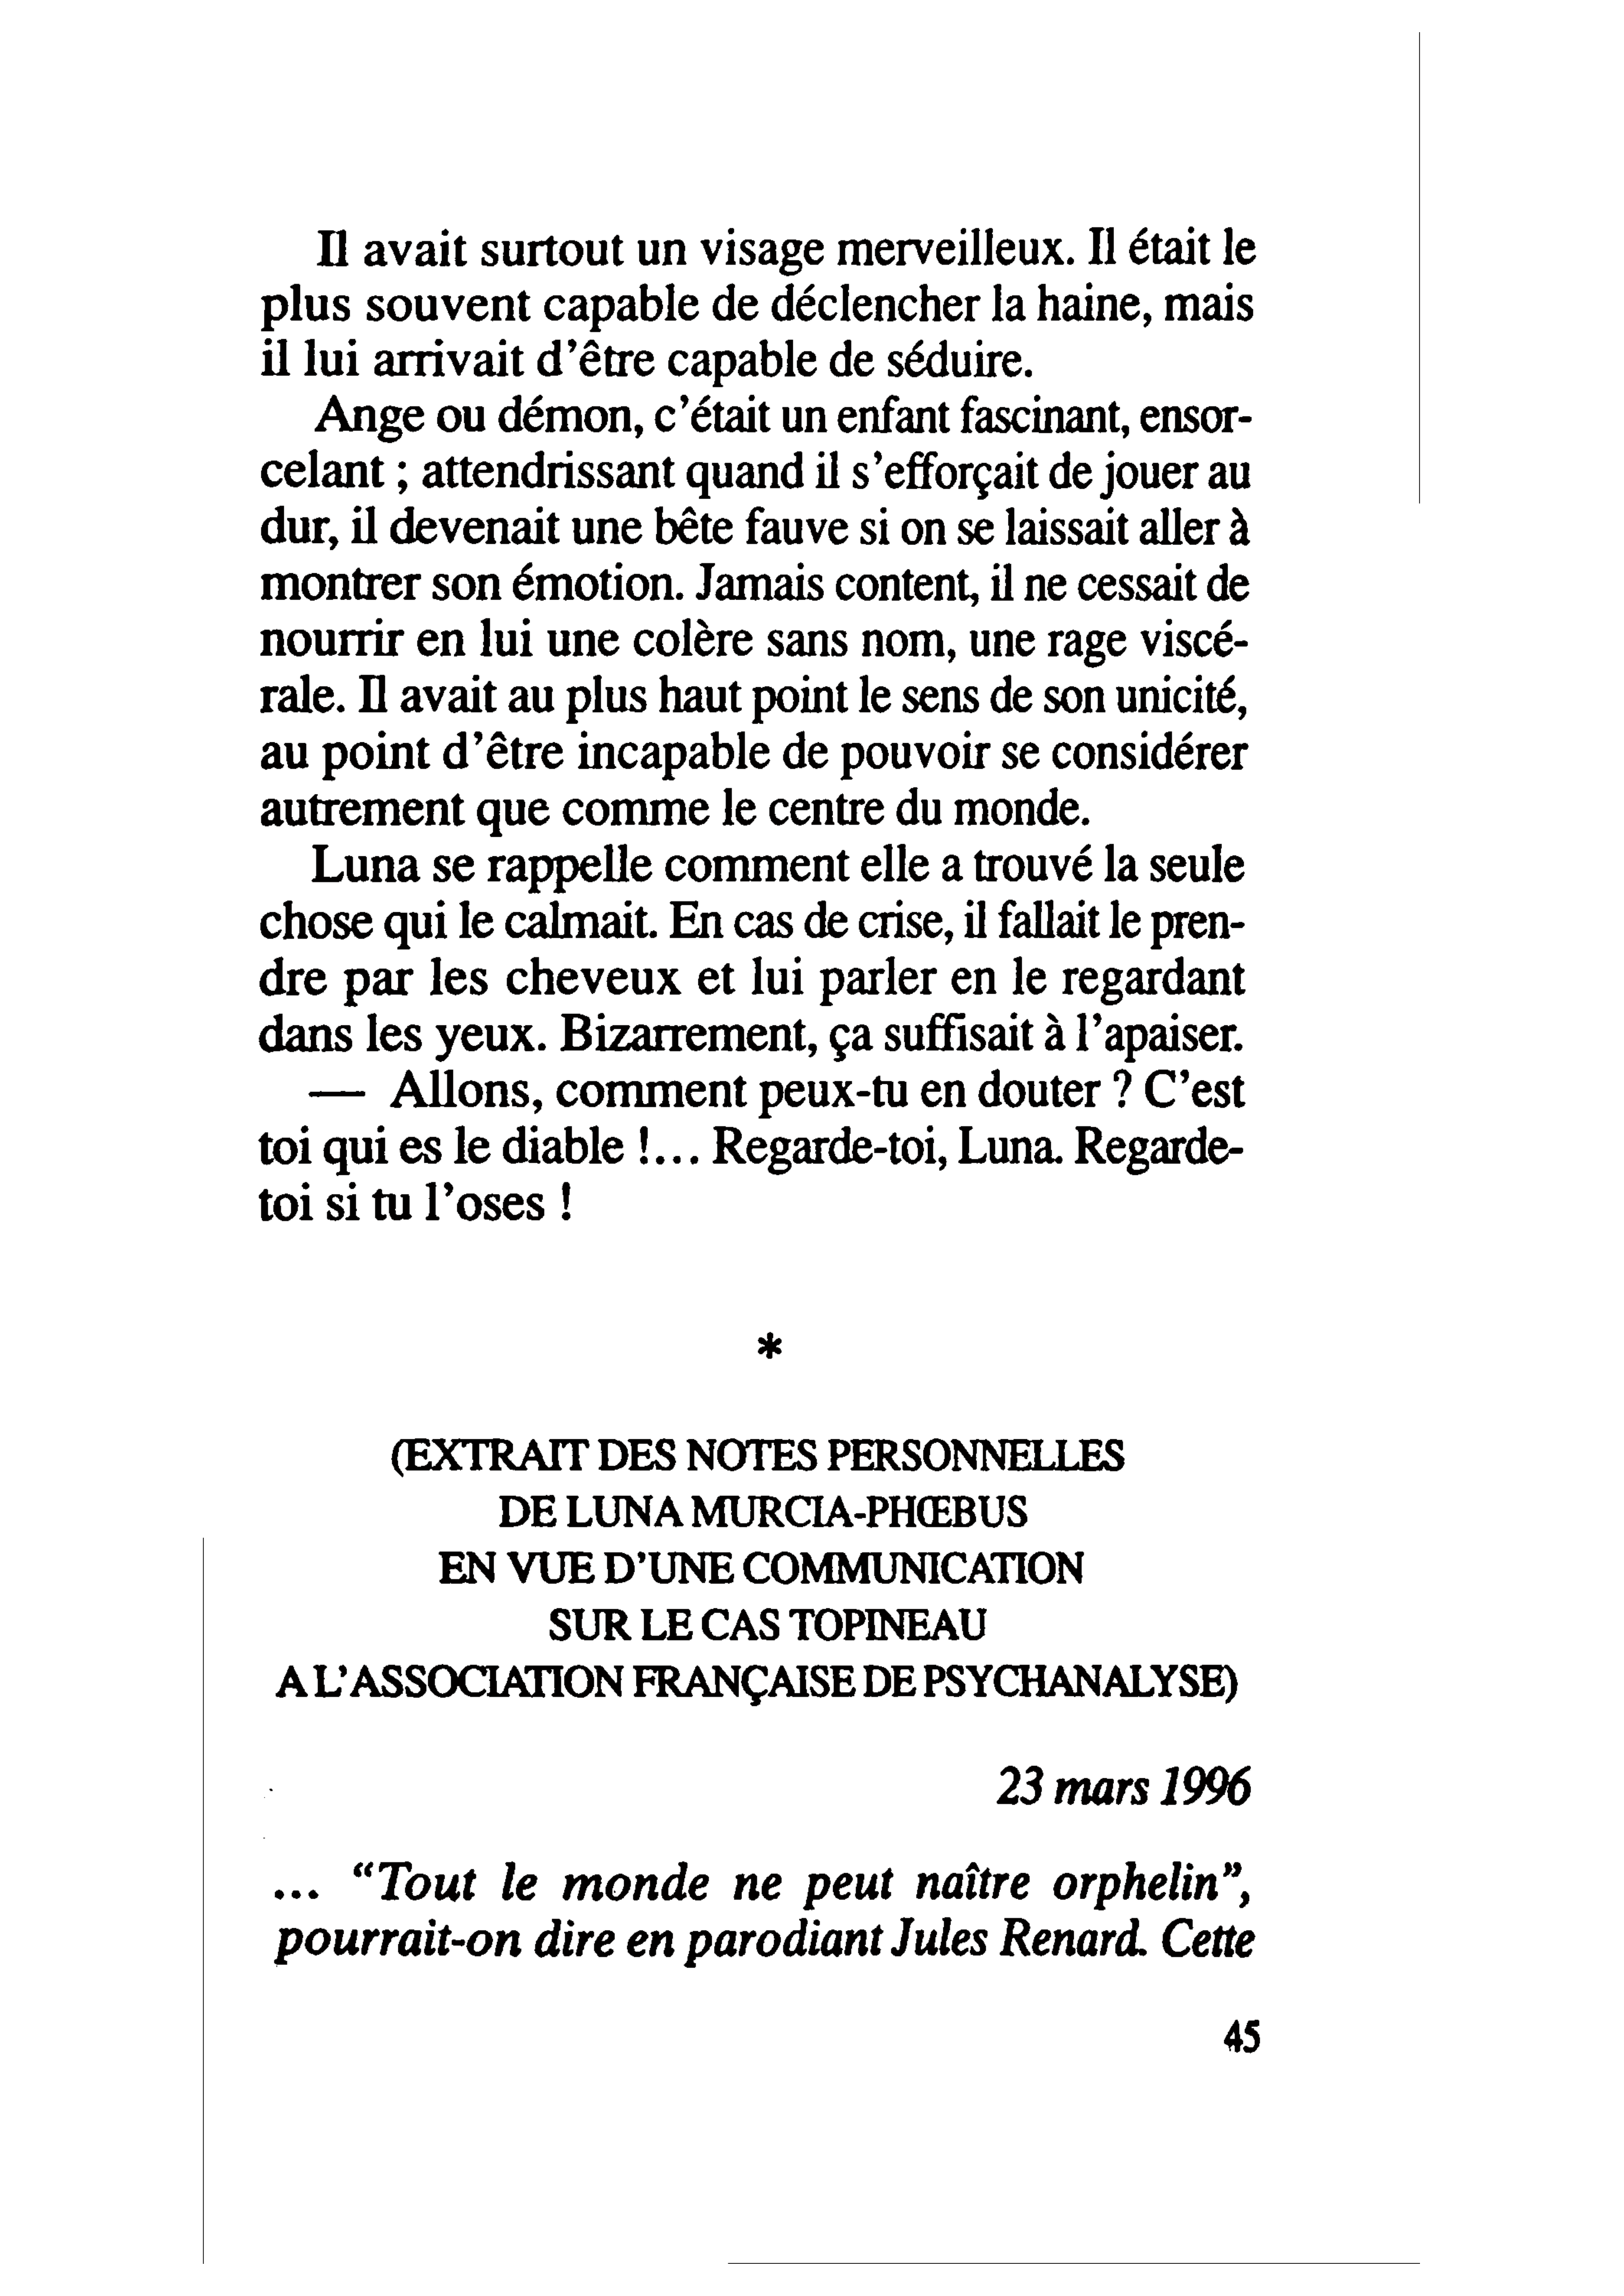 Il avait surtout un visage merveilleux. Il était le
plus souvent capable de déclencher la haine, mais
il lui arrivait d'être capable de séduire.
Ange ou démon, c'était un enfant fascinant, ensor-
celant ; attendrissant quand il s'efforçait de jouer au
dur, il devenait une bête fauve si on se laissait aller à
montrer son émotion. Jamais content, il ne cessait de
nourrir en lui une colère sans nom, une rage viscé-
rale. Il avait au plus haut point le sens de son unicité,
au point d'être incapable de pouvoir se considérer
autrement que comme le centre du monde.
Luna se rappelle comment elle a trouvé la seule
chose qui le calmait. En cas de crise, il fallait le pren-
dre par les cheveux et lui parler en le regardant
dans les yeux. Bizarrement, ça suffisait à l'apaiser.
— Allons, comment peux-tu en douter ? C'est
toi qui es le diable !... Regarde-toi, Luna. Regarde-
toi si tu l'oses !
*
(EXTRAIT DES NOTES PERSONNELLES
DE LUNA MURCIA-PHŒBUS
EN VUE D'UNE COMMUNICATION
SUR LE CAS TOPINEAU
A L'ASSOCIATION FRANÇAISE DE PSYCHANALYSE)
23 mars 1996
... “Tout le monde ne peut naître orphelin”,
pourrait-on dire en parodiant Jules Renard. Cette
45